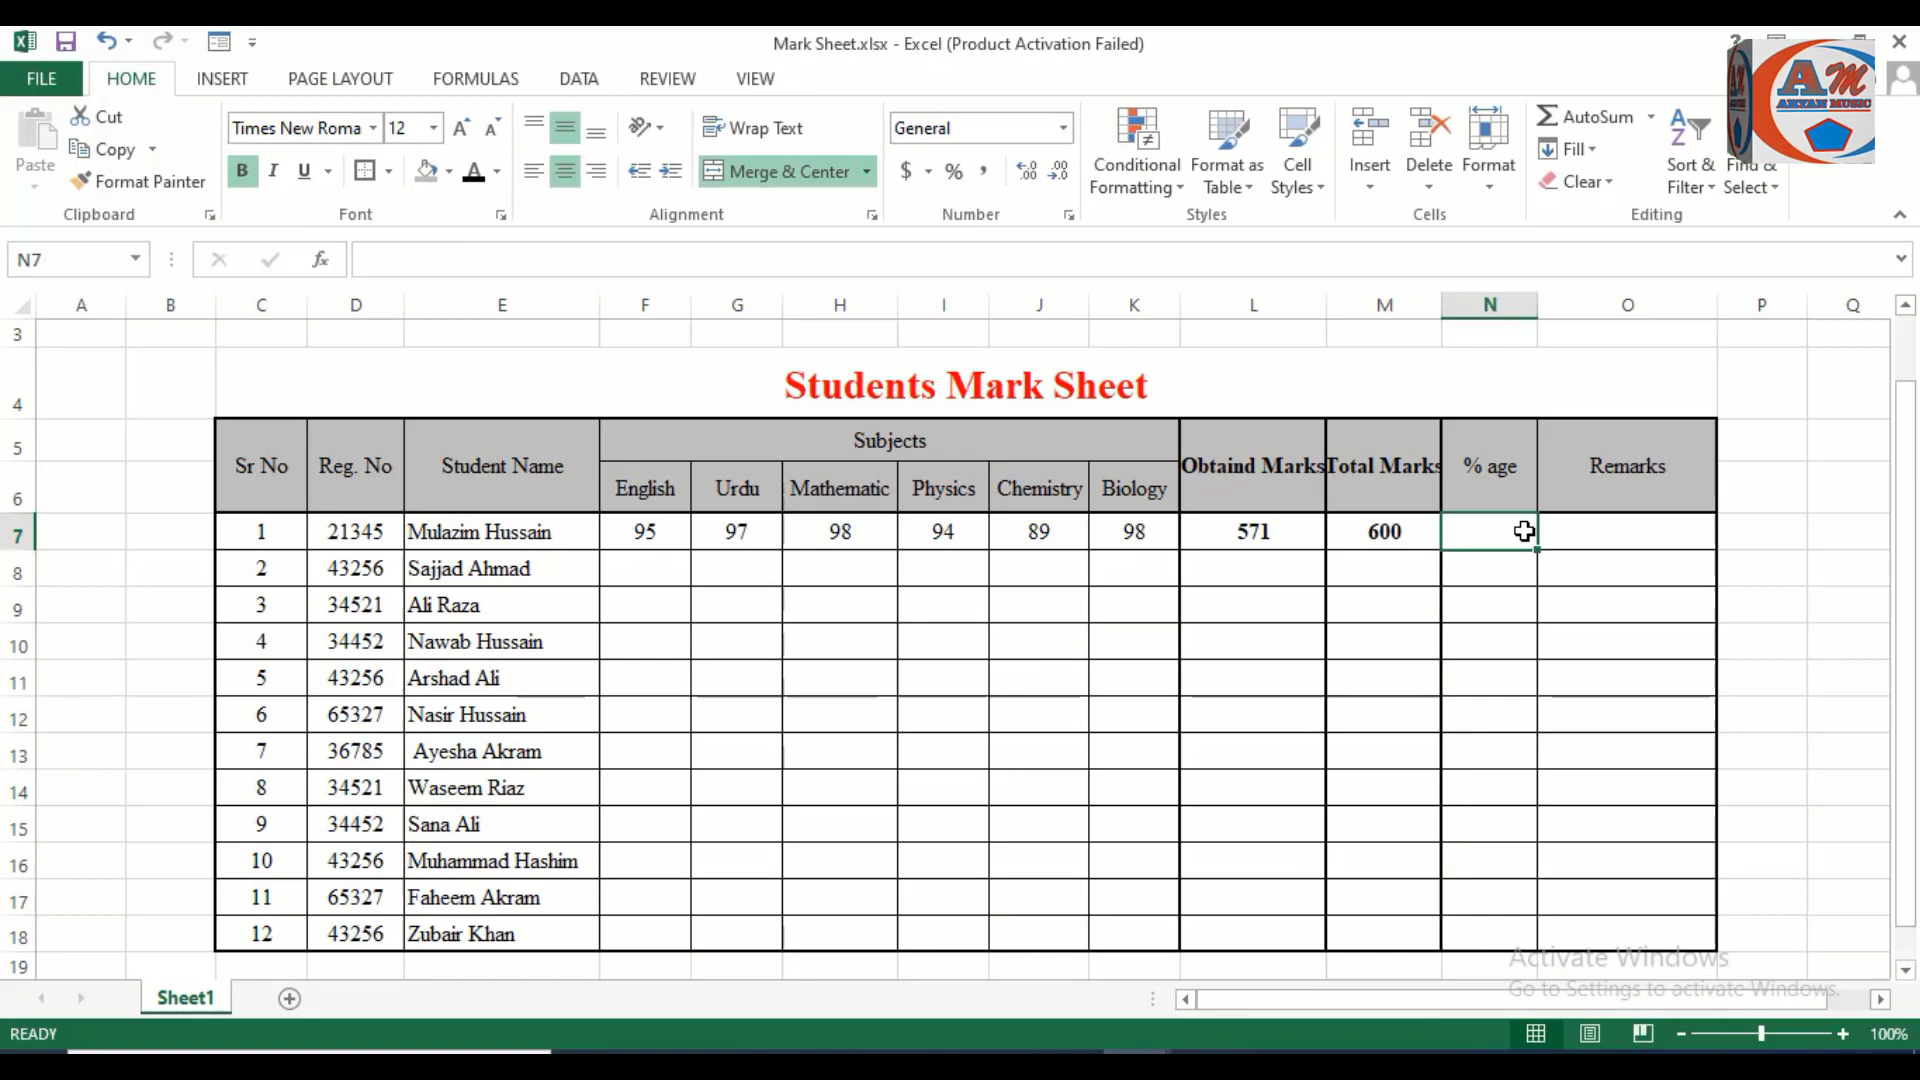 Mark Sheet.xlsx - Excel (Product Activation Failed)
FILE HOME INSERT PAGE LAYOUT FORMULAS DATA REVIEW VIEW
AM
ARYAN MUSIC
Paste
Cut
Copy
Format Painter
Clipboard
Times New Roma 12
B I U
Font
Wrap Text
Merge & Center
Alignment
General
$ % ,
Number
Conditional Formatting
Format as Table
Cell Styles
Styles
Insert
Delete
Format
Cells
AutoSum
Fill
Clear
Sort & Filter
Find & Select
Editing
N7 fx
A B C D E F G H I J K L M N O P Q
3
4 Students Mark Sheet
5 Sr No Reg. No Student Name Subjects Obtaind Marks Total Marks % age Remarks
6 English Urdu Mathematic Physics Chemistry Biology
7 1 21345 Mulazim Hussain 95 97 98 94 89 98 571 600
8 2 43256 Sajjad Ahmad
9 3 34521 Ali Raza
10 4 34452 Nawab Hussain
11 5 43256 Arshad Ali
12 6 65327 Nasir Hussain
13 7 36785 Ayesha Akram
14 8 34521 Waseem Riaz
15 9 34452 Sana Ali
16 10 43256 Muhammad Hashim
17 11 65327 Faheem Akram
18 12 43256 Zubair Khan
19
Activate Windows
Go to Settings to activate Windows.
Sheet1
READY
100%